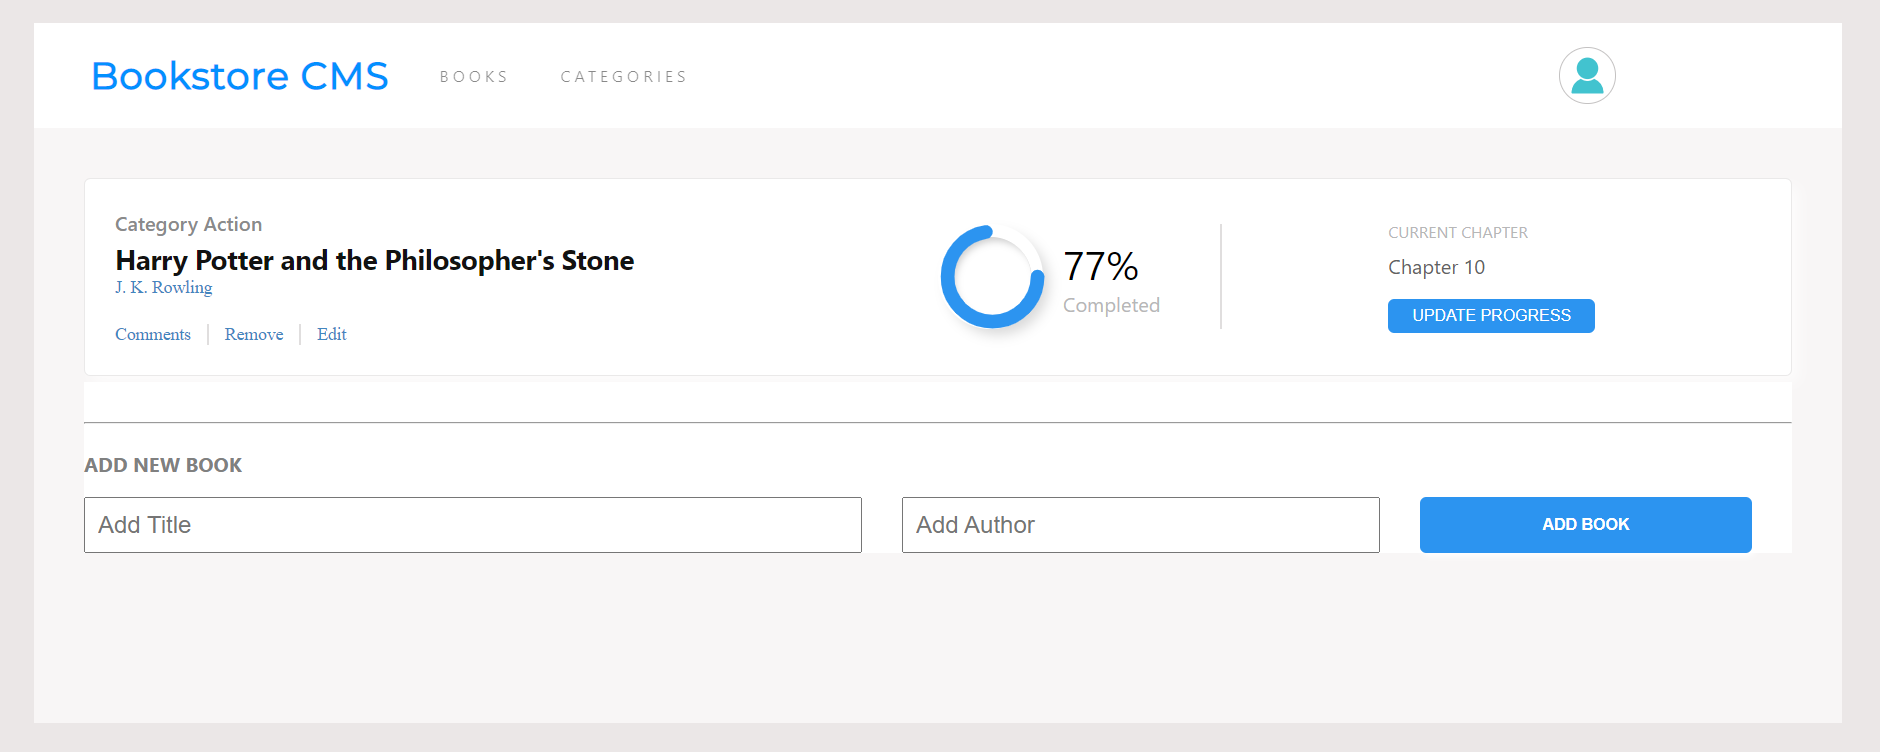 Bookstore CMS BOOKS CATEGORIES
Category Action
Harry Potter and the Philosopher's Stone
J. K. Rowling
Comments Remove Edit
77%
Completed
CURRENT CHAPTER
Chapter 10
UPDATE PROGRESS
ADD NEW BOOK
Add Title Add Author ADD BOOK